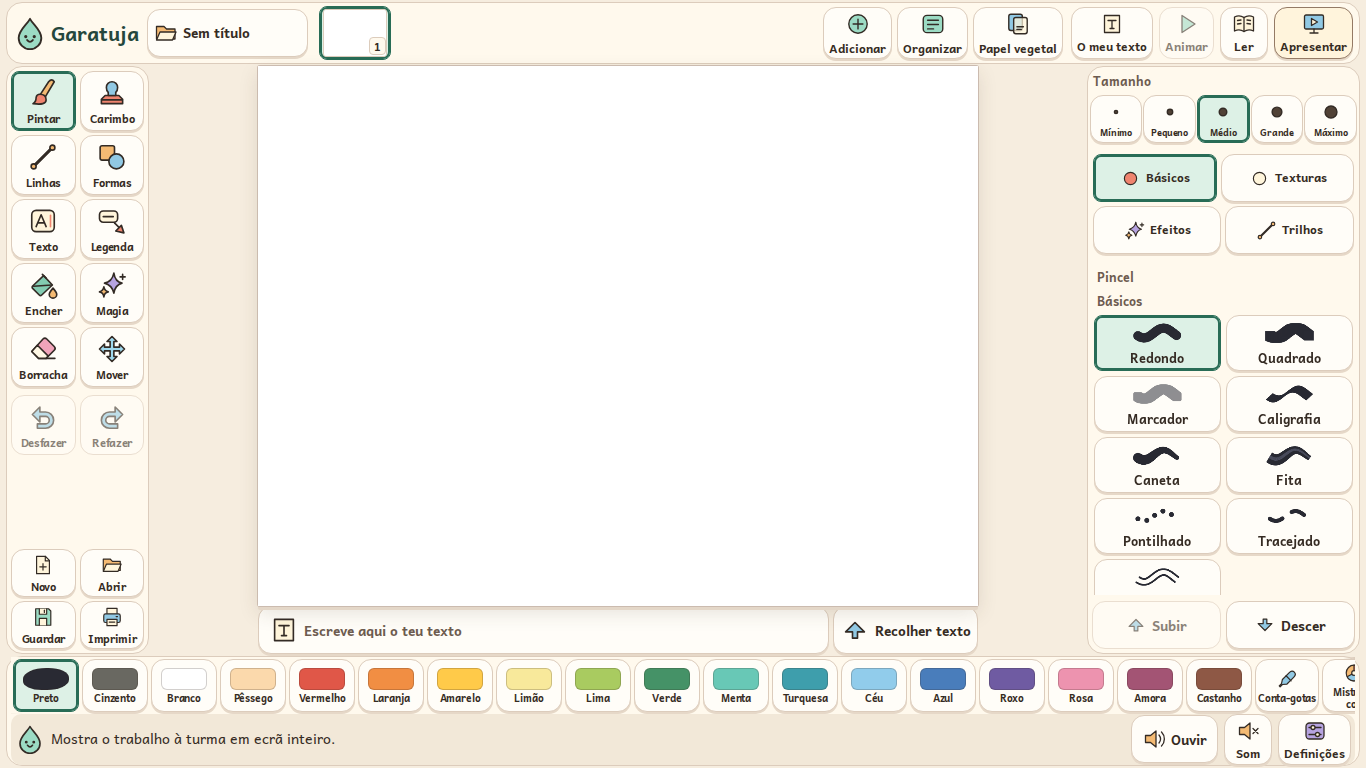 Garatuja
Sem título
1
Adicionar
Organizar
Papel vegetal
O meu texto
Animar
Ler
Apresentar
Pintar
Carimbo
Linhas
Formas
Texto
Legenda
Encher
Magia
Borracha
Mover
Desfazer
Refazer
Novo
Abrir
Guardar
Imprimir
Tamanho
Mínimo
Pequeno
Médio
Grande
Máximo
Básicos
Texturas
Efeitos
Trilhos
Pincel
Básicos
Redondo
Quadrado
Marcador
Caligrafia
Caneta
Fita
Pontilhado
Tracejado
Subir
Descer
Escreve aqui o teu texto
Recolher texto
Preto
Cinzento
Branco
Pêssego
Vermelho
Laranja
Amarelo
Limão
Lima
Verde
Menta
Turquesa
Céu
Azul
Roxo
Rosa
Amora
Castanho
Conta-gotas
Mostra o trabalho à turma em ecrã inteiro.
Ouvir
Som
Definições